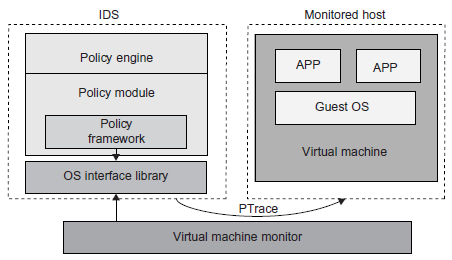 IDS
Monitored host
Policy engine
Policy module
Policy
framework
OS interface library
APP
APP
Guest OS
Virtual machine
PTrace
Virtual machine monitor